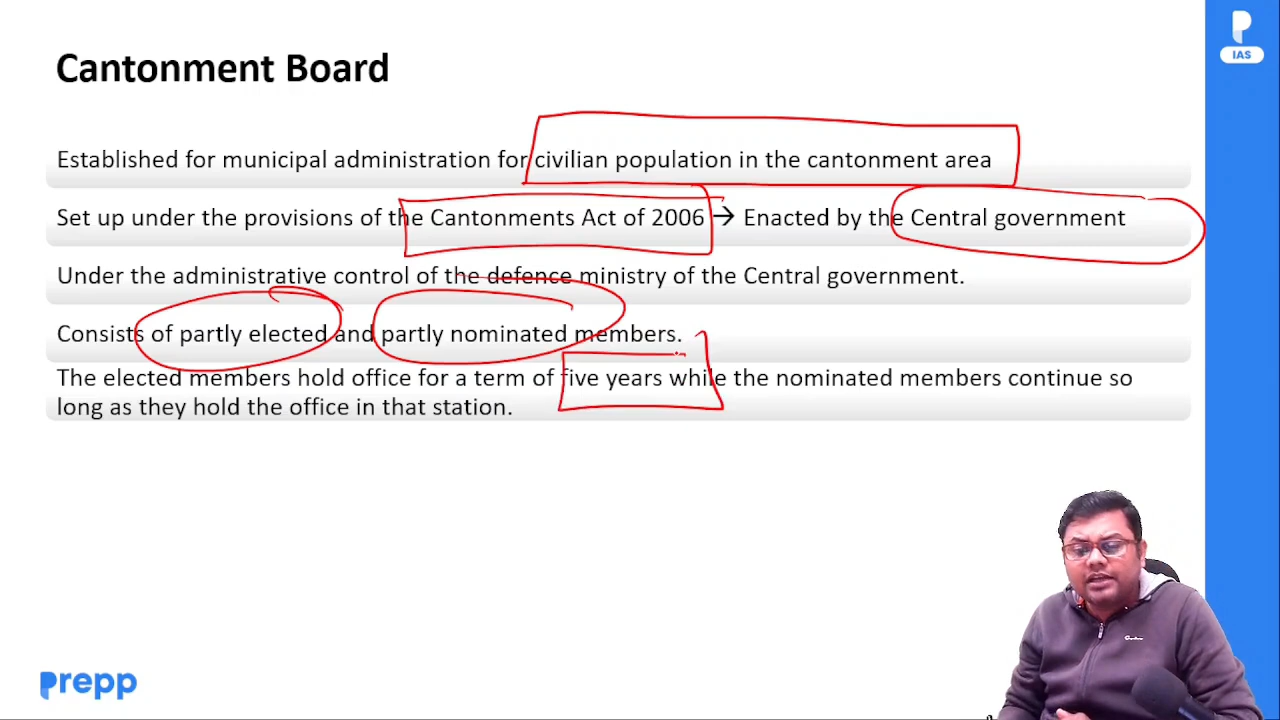 Cantonment Board
IAS
Established for municipal administration for civilian population in the cantonment area
Set up under the provisions of the Cantonments Act of 2006 → Enacted by the Central government
Under the administrative control of the defence ministry of the Central government.
Consists of partly elected and partly nominated members.
The elected members hold office for a term of five years while the nominated members continue so
long as they hold the office in that station.
prepp